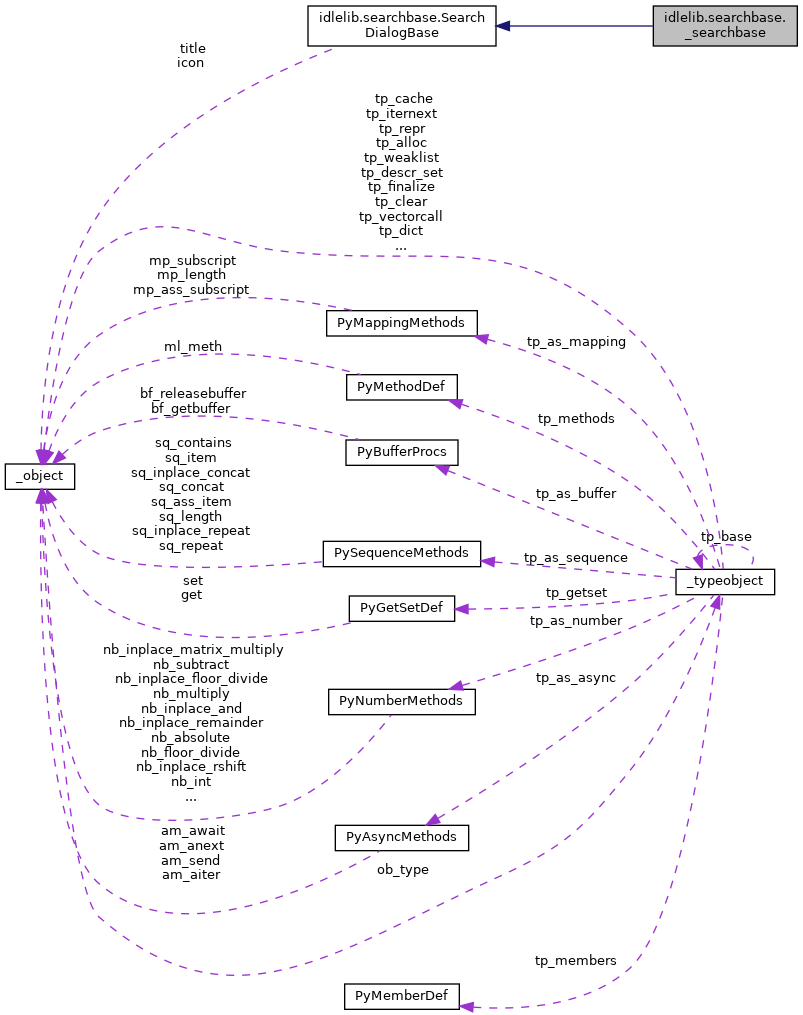 idlelib.searchbase.Search
DialogBase
idlelib.searchbase.
_searchbase
title
icon
tp_cache
tp_iternext
tp_repr
tp_alloc
tp_weaklist
tp_descr_set
tp_finalize
tp_clear
tp_vectorcall
tp_dict
...
mp_subscript
mp_length
mp_ass_subscript
PyMappingMethods
tp_as_mapping
ml_meth
PyMethodDef
tp_methods
bf_releasebuffer
bf_getbuffer
PyBufferProcs
_object
sq_contains
sq_item
sq_inplace_concat
sq_concat
sq_ass_item
sq_length
sq_inplace_repeat
sq_repeat
tp_as_buffer
PySequenceMethods
tp_as_sequence
tp_base
_typeobject
set
get
PyGetSetDef
tp_getset
tp_as_number
nb_inplace_matrix_multiply
nb_subtract
nb_inplace_floor_divide
nb_multiply
nb_inplace_and
nb_inplace_remainder
nb_absolute
nb_floor_divide
nb_inplace_rshift
nb_int
...
PyNumberMethods
tp_as_async
am_await
am_anext
am_send
am_aiter
PyAsyncMethods
ob_type
tp_members
PyMemberDef